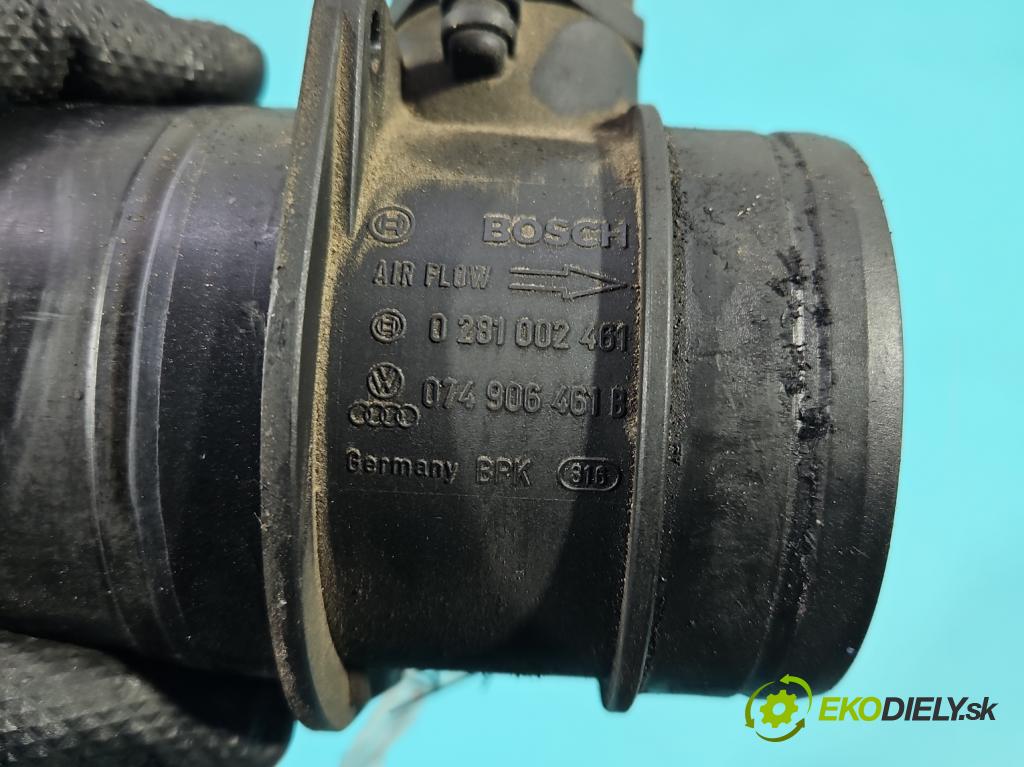 BOSCH
AIR FLOW
0 281 002 461
074 906 461 B
Germany BPK 316
EKODIELY.sk